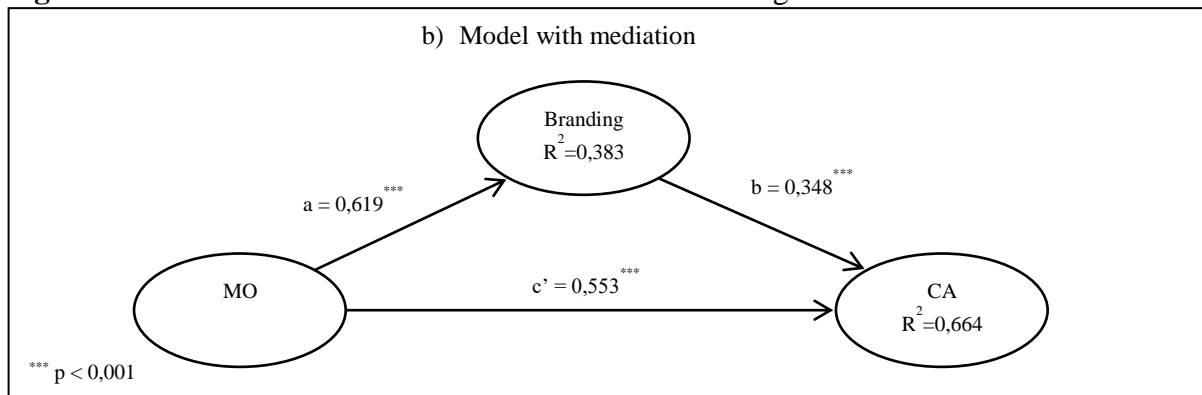 b) Model with mediation
Branding
R²=0,383
a = 0,619***
b = 0,348***
MO
c’ = 0,553***
CA
R²=0,664
*** p < 0,001